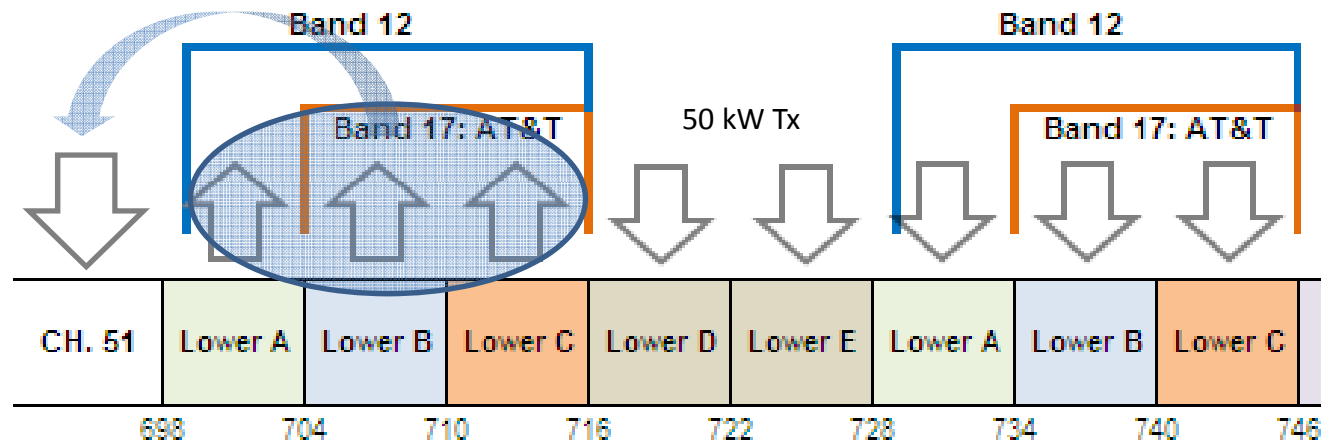 Band 12 Band 12
50 kW Tx
Band 17: AT&T Band 17: AT&T
CH. 51 Lower A Lower B Lower C Lower D Lower E Lower A Lower B Lower C
698 704 710 716 722 728 734 740 746